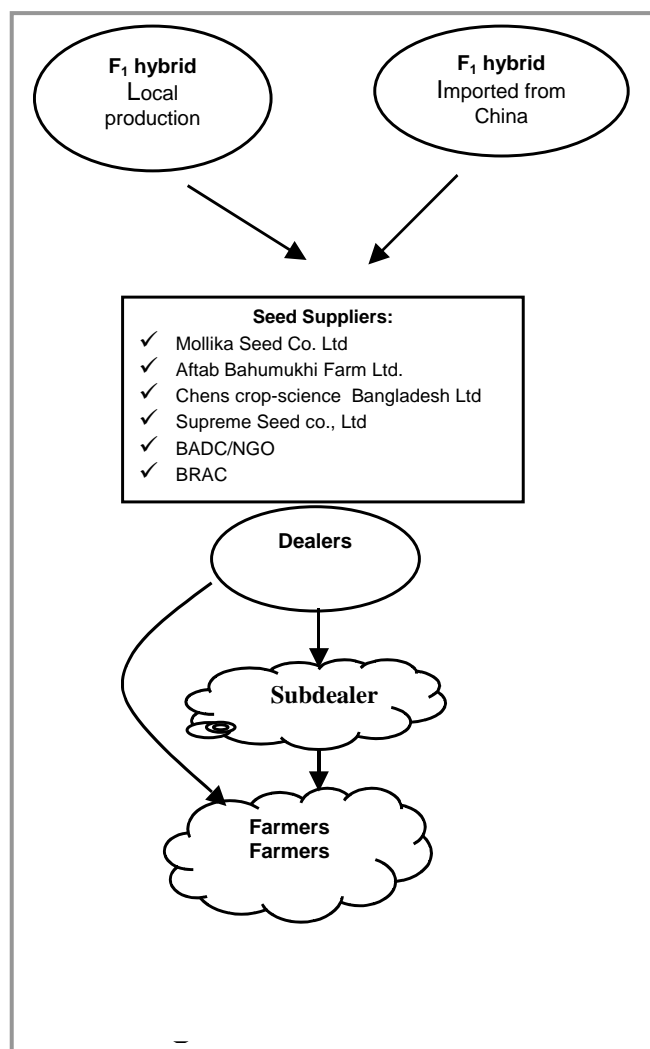 F₁ hybrid
Local
production
F₁ hybrid
Imported from
China
Seed Suppliers:
✓ Mollika Seed Co. Ltd
✓ Aftab Bahumukhi Farm Ltd.
✓ Chens crop-science Bangladesh Ltd
✓ Supreme Seed co., Ltd
✓ BADC/NGO
✓ BRAC
Dealers
Subdealer
Farmers
Farmers